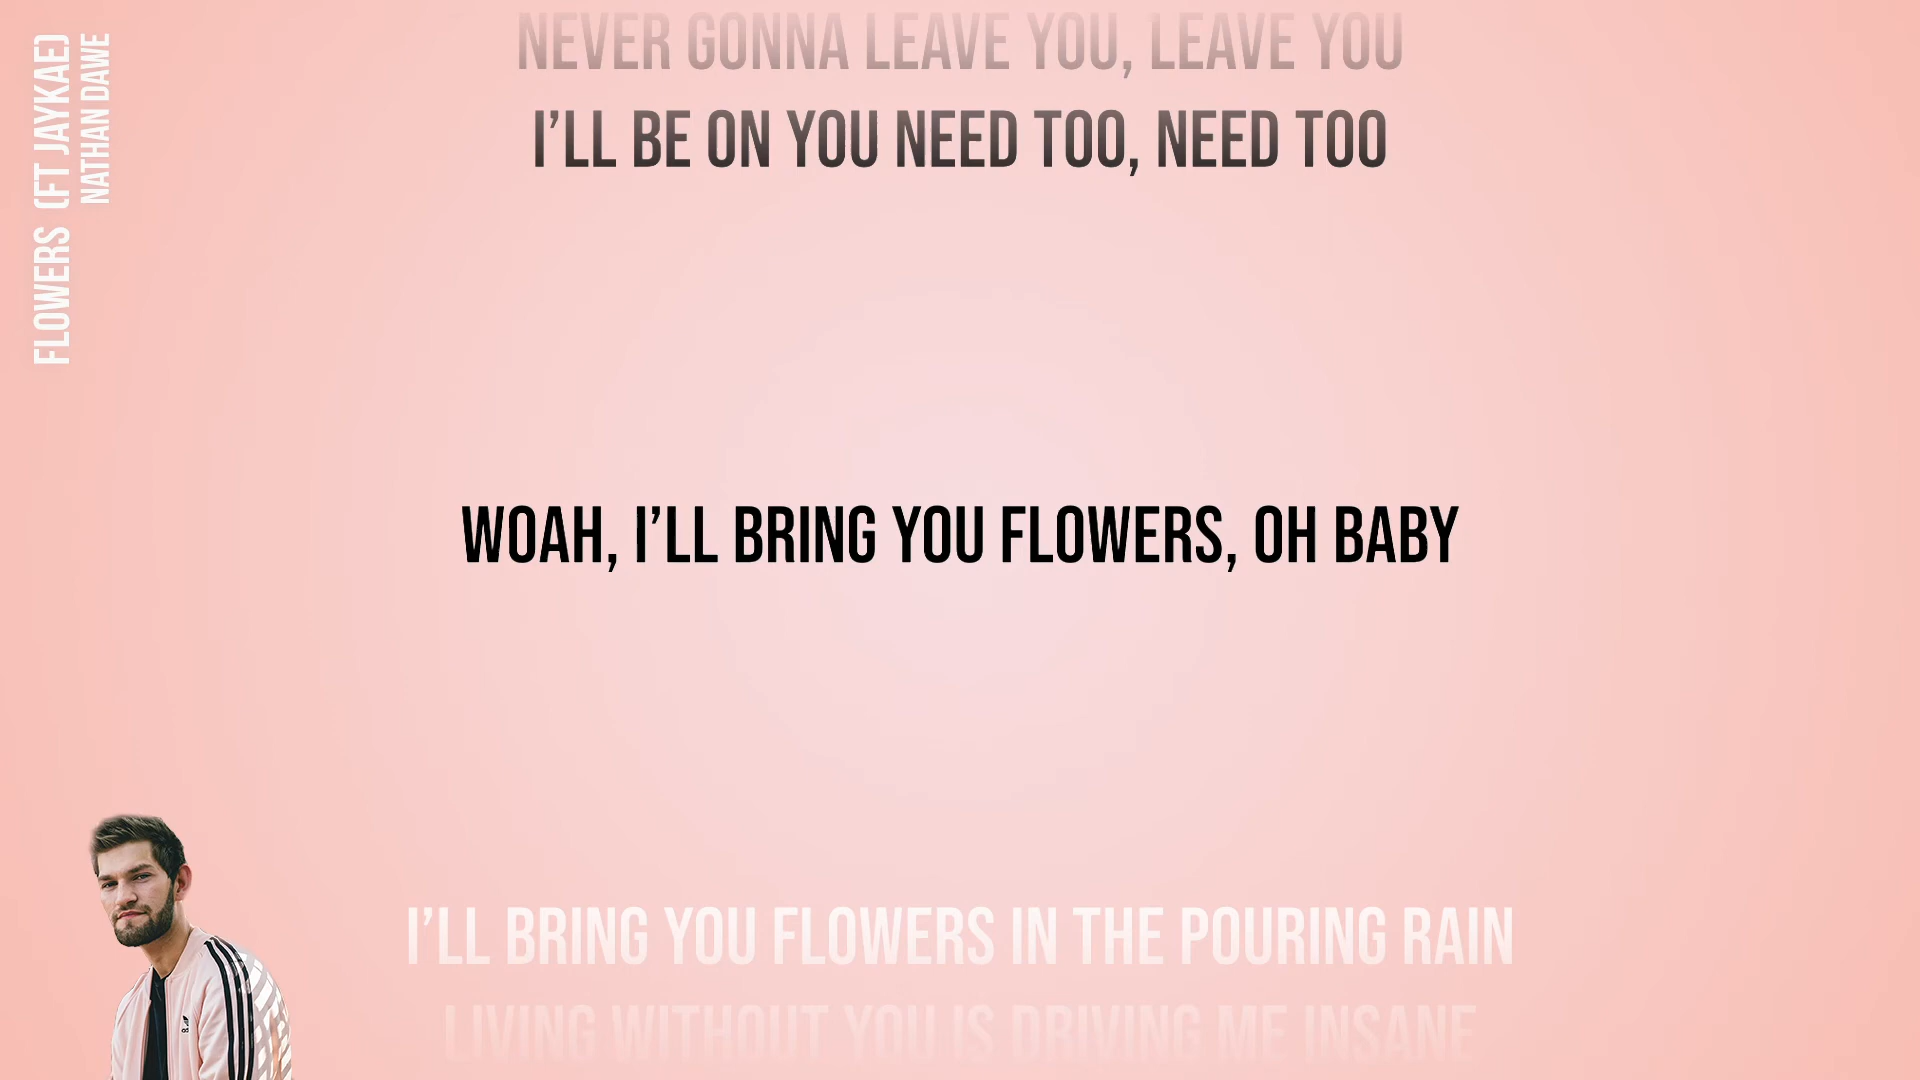 FLOWERS (FT JAYKAE)
NATHAN DAWE
NEVER GONNA LEAVE YOU, LEAVE YOU
I’LL BE ON YOU NEED TOO, NEED TOO
WOAH, I’LL BRING YOU FLOWERS, OH BABY
I’LL BRING YOU FLOWERS IN THE POURING RAIN
LIVING WITHOUT YOU IS DRIVING ME INSANE